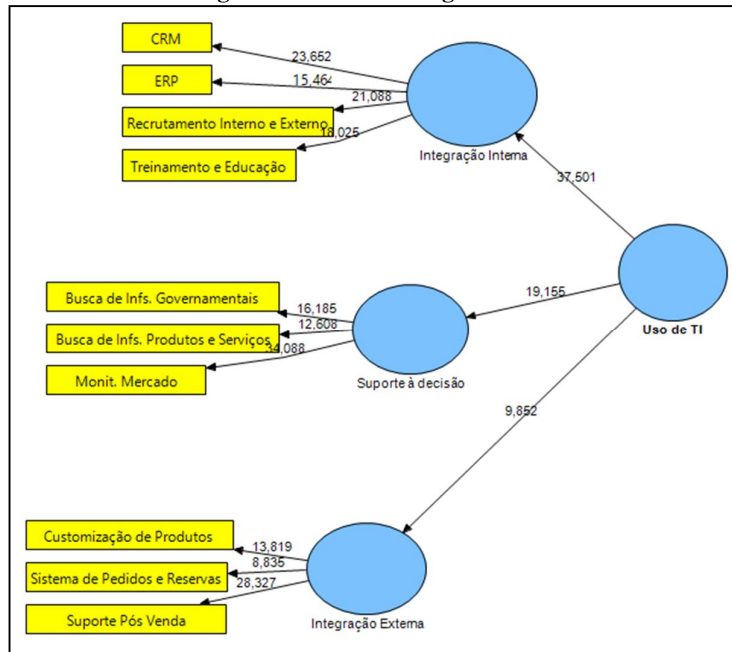 CRM
23,652
ERP
15,464
21,088
Recrutamento Interno e Externo
18,025
Treinamento e Educação
Integração Interna
37,501
Busca de Infs. Governamentais
16,185
19,155
12,608
Busca de Infs. Produtos e Serviços
34,088
Monit. Mercado
Suporte à decisão
Uso de TI
9,852
Customização de Produtos
13,819
8,835
Sistema de Pedidos e Reservas
28,327
Suporte Pós Venda
Integração Externa